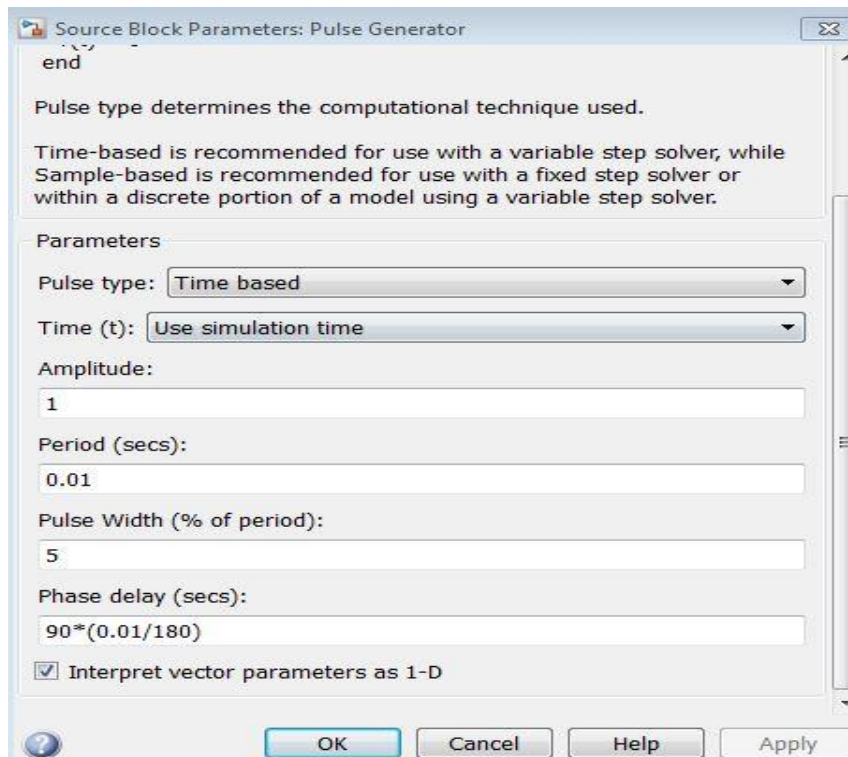 Source Block Parameters: Pulse Generator
end
Pulse type determines the computational technique used.
Time-based is recommended for use with a variable step solver, while
Sample-based is recommended for use with a fixed step solver or
within a discrete portion of a model using a variable step solver.
Parameters
Pulse type: Time based
Time (t): Use simulation time
Amplitude:
1
Period (secs):
0.01
Pulse Width (% of period):
5
Phase delay (secs):
90*(0.01/180)
Interpret vector parameters as 1-D
OK Cancel Help Apply